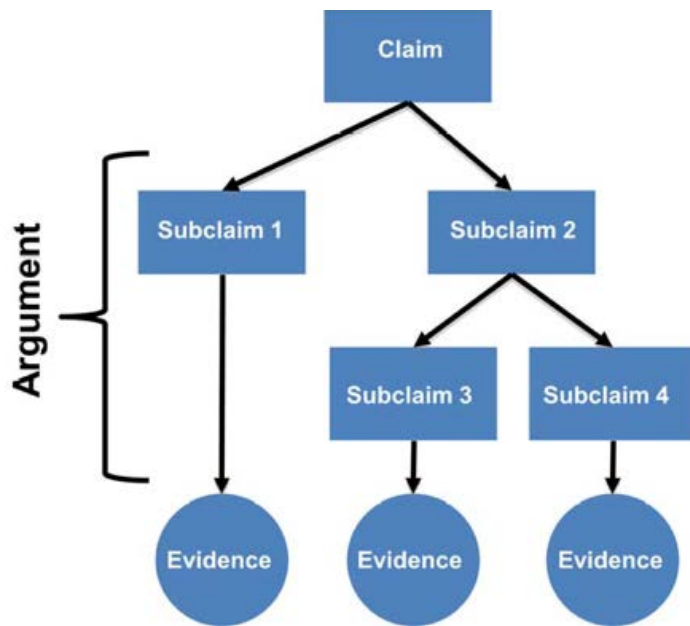 Claim
Argument
Subclaim 1
Subclaim 2
Subclaim 3
Subclaim 4
Evidence
Evidence
Evidence